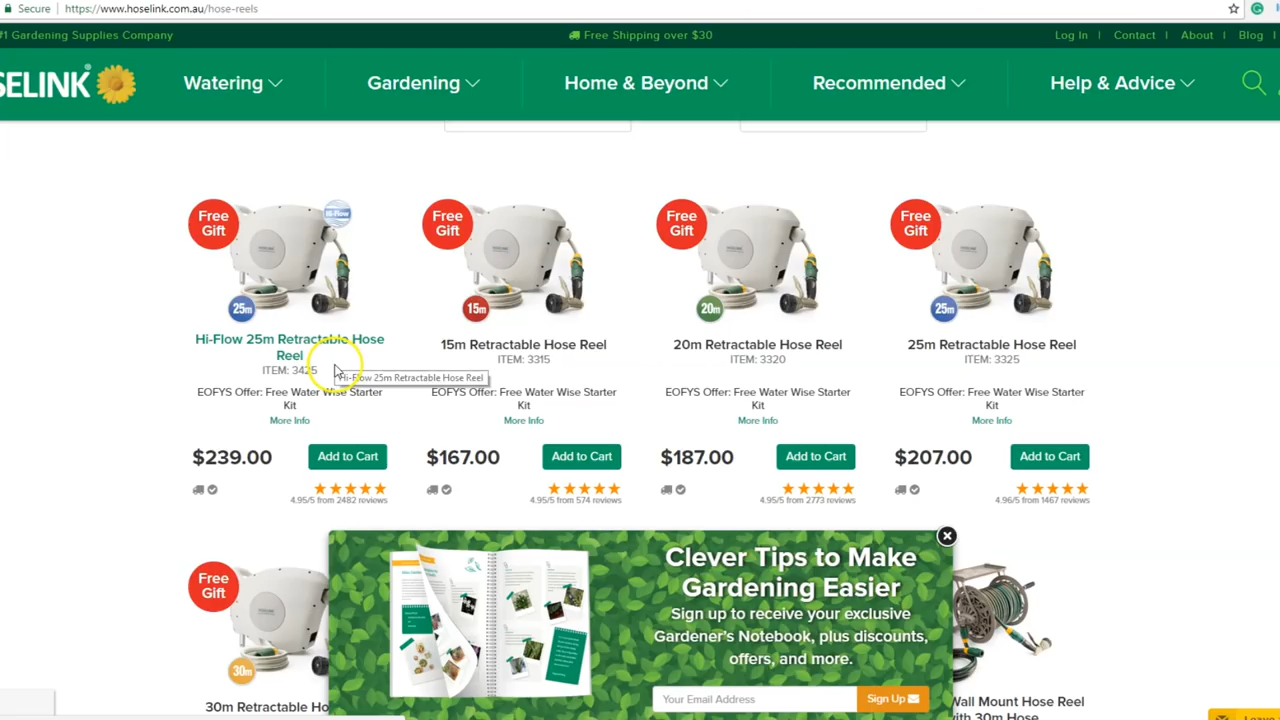 Secure https://www.hoselink.com.au/hose-reels
#1 Gardening Supplies Company
Free Shipping over $30
Log In | Contact | About | Blog |
SELINK®
Watering
Gardening
Home & Beyond
Recommended
Help & Advice
Free Gift
Hi-Flow
25m
Hi-Flow 25m Retractable Hose
Reel
ITEM: 3425
Hi-Flow 25m Retractable Hose Reel
EOFYS Offer: Free Water Wise Starter
Kit
More Info
$239.00 Add to Cart
4.95/5 from 2482 reviews
Free Gift
15m
15m Retractable Hose Reel
ITEM: 3315
EOFYS Offer: Free Water Wise Starter
Kit
More Info
$167.00 Add to Cart
4.95/5 from 574 reviews
Free Gift
20m
20m Retractable Hose Reel
ITEM: 3320
EOFYS Offer: Free Water Wise Starter
Kit
More Info
$187.00 Add to Cart
4.95/5 from 2773 reviews
Free Gift
25m
25m Retractable Hose Reel
ITEM: 3325
EOFYS Offer: Free Water Wise Starter
Kit
More Info
$207.00 Add to Cart
4.96/5 from 1467 reviews
Free Gift
30m
30m Retractable Ho
Clever Tips to Make
Gardening Easier
Sign up to receive your exclusive
Gardener's Notebook, plus discounts,
offers, and more.
Your Email Address Sign Up
Wall Mount Hose Reel
with 30m Hose
Leave